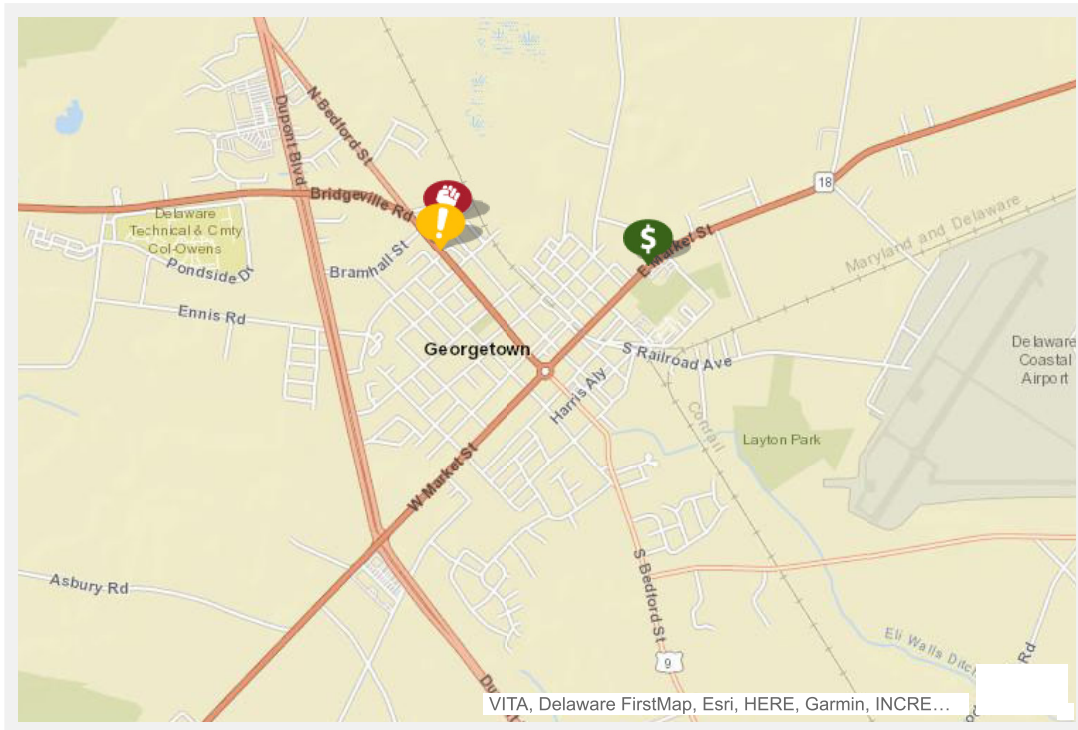 N Bedford St
Dupont Blvd
Bridgeville Rd
18
Delaware
Technical & Cmty
Col-Owens
!
$
E Market St
Maryland and Delaware
Bramhall St
Pondside Dr
Ennis Rd
Georgetown
S Railroad Ave
Delaware
Coastal
Airport
Harris Aly
Conrail
Layton Park
W Market St
Asbury Rd
S Bedford St
Eli Walls Ditch
Rd
9
Du
VITA, Delaware FirstMap, Esri, HERE, Garmin, INCRE…